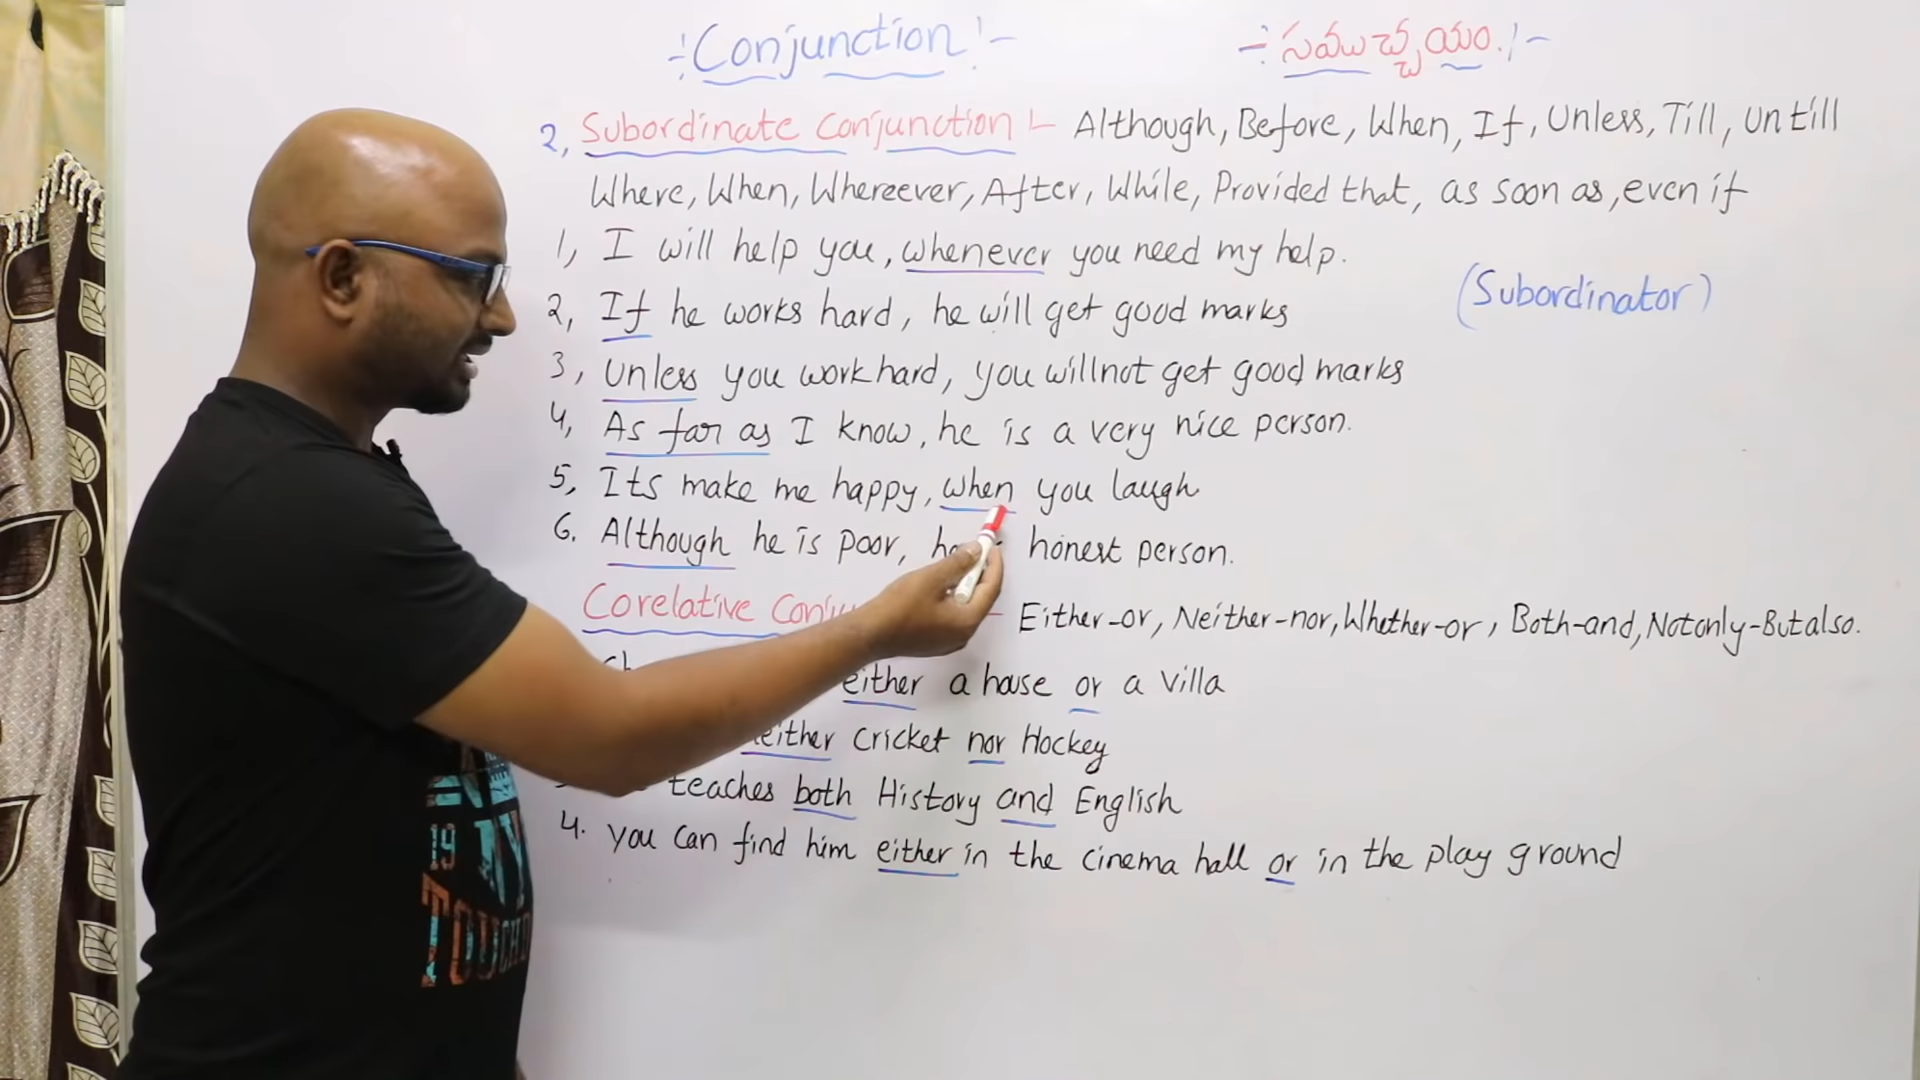 Conjunction సముచ్చయం.
2, Subordinate conjunction :- Although, Before, When, If, Unless, Till, Untill
Where, When, Whereever, After, While, Provided that, as soon as, even if
1, I will help you, whenever you need my help.
(Subordinator)
2, If he works hard, he will get good marks
3, Unless you work hard, you willnot get good marks
4, As far as I know, he is a very nice person.
5, Its make me happy, when you laugh
6. Although he is poor, honest person.
Corelative Either-or, Neither-nor, Whether-or, Both-and, Notonly-Butalso.
either a house or a villa
neither cricket nor Hockey
teaches both History and English
4. you can find him either in the cinema hall or in the play ground
19
NY
TOUCHD